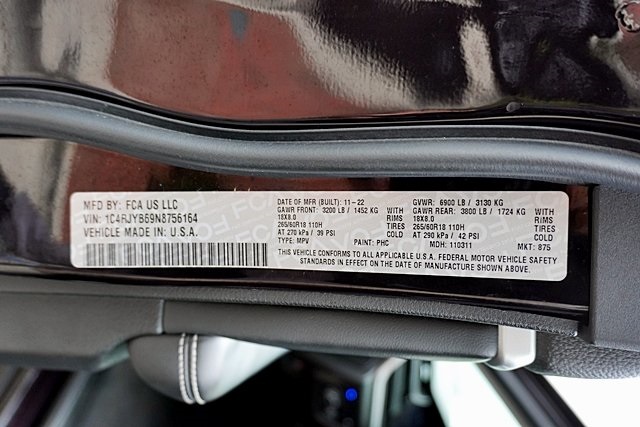 MFD BY: FCA US LLC
VIN: 1C4RJYB69N8756164
VEHICLE MADE IN: U.S.A.
DATE OF MFR (BUILT): 11-22
GAWR FRONT: 3200 LB / 1452 KG WITH
18X8.0 RIMS
265/60R18 110H TIRES
AT 270 kPa / 39 PSI COLD
TYPE: MPV PAINT: PHC
GVWR: 6900 LB / 3130 KG
GAWR REAR: 3800 LB / 1724 KG WITH
18X8.0 RIMS
265/60R18 110H TIRES
AT 290 kPa / 42 PSI COLD
MDH: 110311 MKT: 875
THIS VEHICLE CONFORMS TO ALL APPLICABLE U.S.A. FEDERAL MOTOR VEHICLE SAFETY
STANDARDS IN EFFECT ON THE DATE OF MANUFACTURE SHOWN ABOVE.